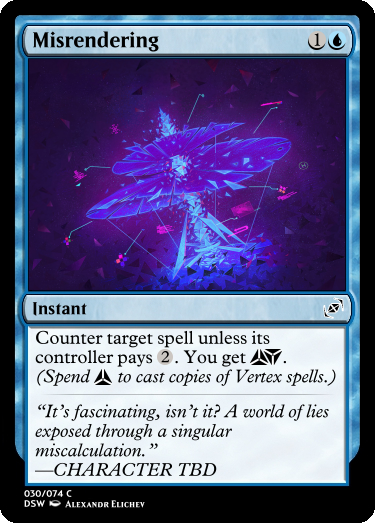 Misrendering 1
Instant
Counter target spell unless its
controller pays 2. You get .
(Spend to cast copies of Vertex spells.)
"It's fascinating, isn't it? A world of lies
exposed through a singular
miscalculation."
—CHARACTER TBD
030/074 C
DSW Alexandr Elichev